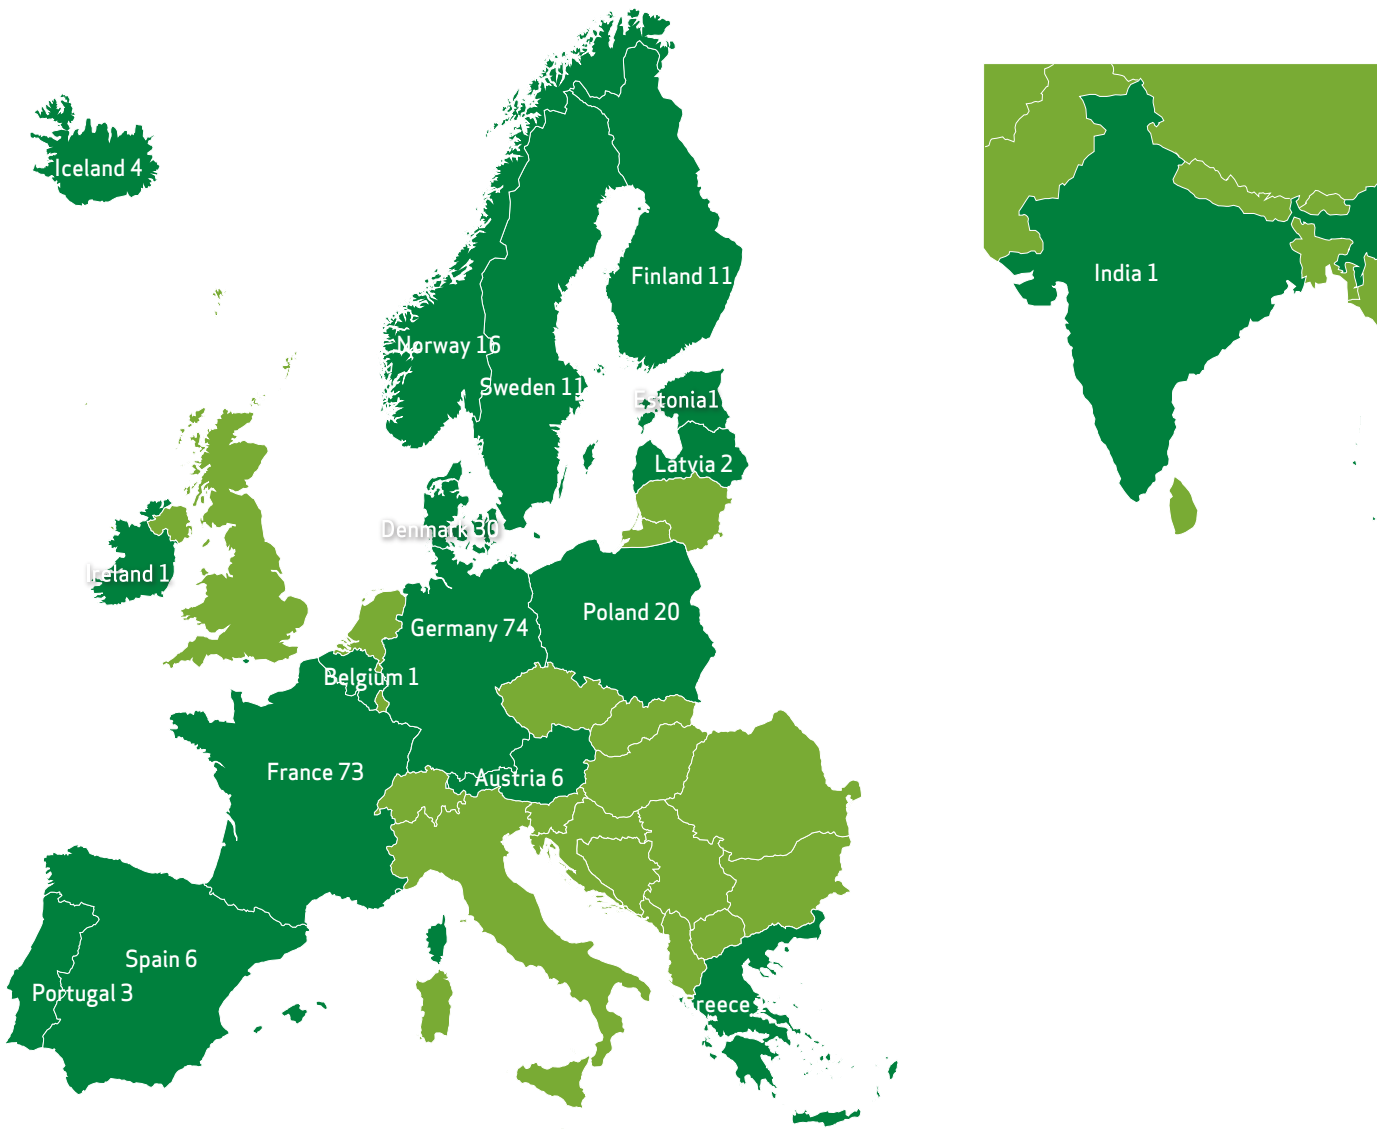 Iceland 4
India 1
Finland 11
Norway 16
Sweden 11
Estonia1
Latvia 2
Denmark 30
Ireland 1
Poland 20
Germany 74
Belgium 1
France 73
Austria 6
Spain 6
Portugal 3
Greece